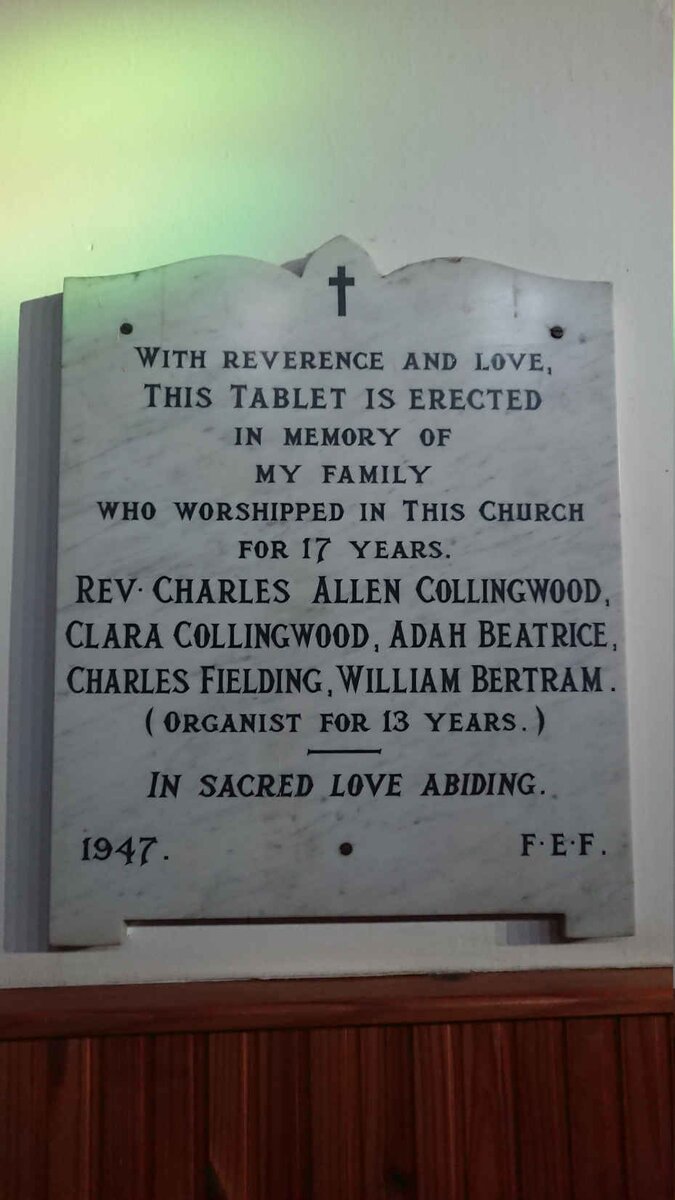 With reverence and love,
This Tablet is erected
in memory of
my family
who worshipped in This Church
for 17 years.
Rev. Charles Allen Collingwood,
Clara Collingwood, Adah Beatrice,
Charles Fielding, William Bertram.
(Organist for 13 years.)
In sacred love abiding.
1947. F·E·F.